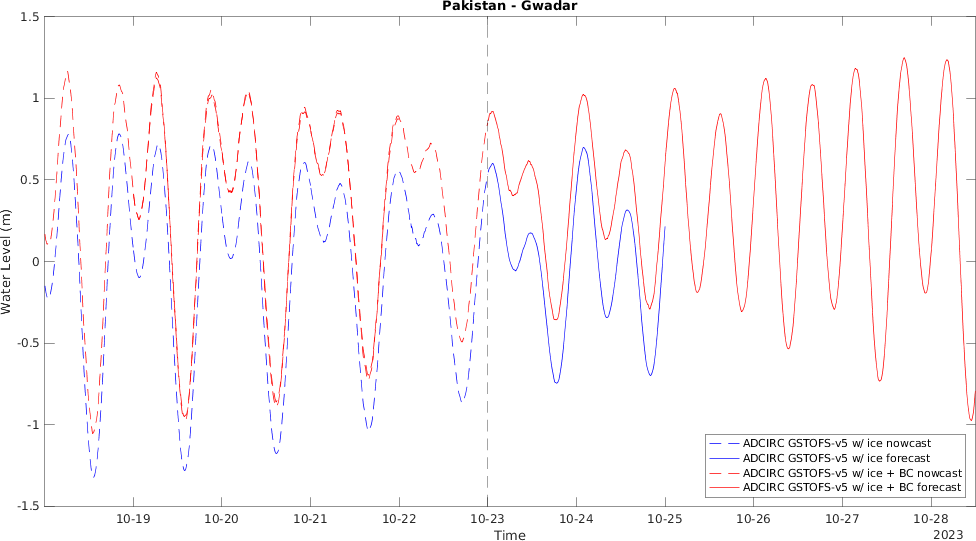 Pakistan - Gwadar
1.5
1
0.5
0
-0.5
-1
-1.5
Water Level (m)
10-19
10-20
10-21
10-22
10-23
10-24
10-25
10-26
10-27
10-28
Time
2023
ADCIRC GSTOFS-v5 w/ ice nowcast
ADCIRC GSTOFS-v5 w/ ice forecast
ADCIRC GSTOFS-v5 w/ ice + BC nowcast
ADCIRC GSTOFS-v5 w/ ice + BC forecast